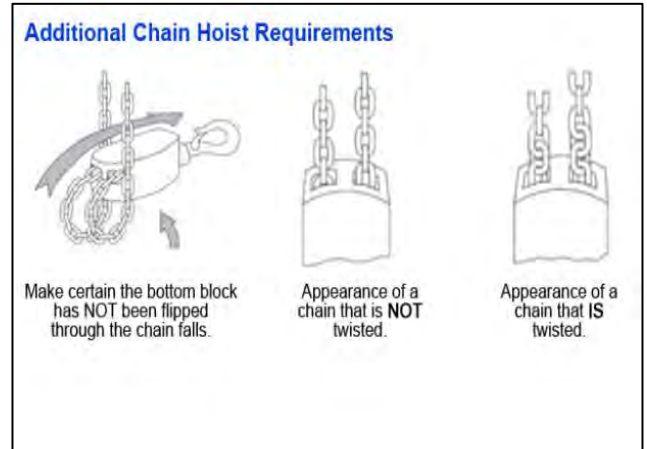 Additional Chain Hoist Requirements
Make certain the bottom block
has NOT been flipped
through the chain falls.
Appearance of a
chain that is NOT
twisted.
Appearance of a
chain that IS
twisted.